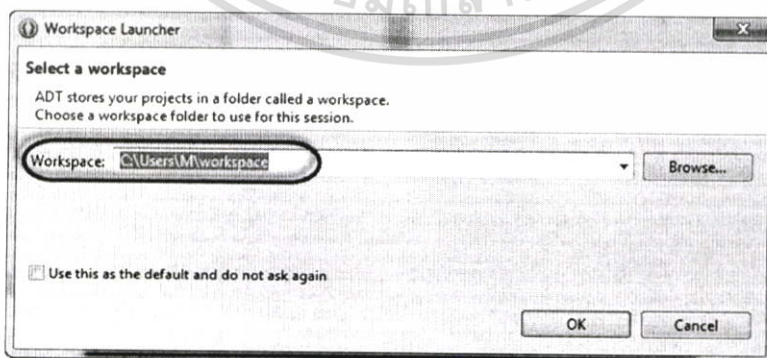 Workspace Launcher
Select a workspace
ADT stores your projects in a folder called a workspace.
Choose a workspace folder to use for this session.
Workspace: C:\Users\M\workspace
Browse...
Use this as the default and do not ask again
OK Cancel